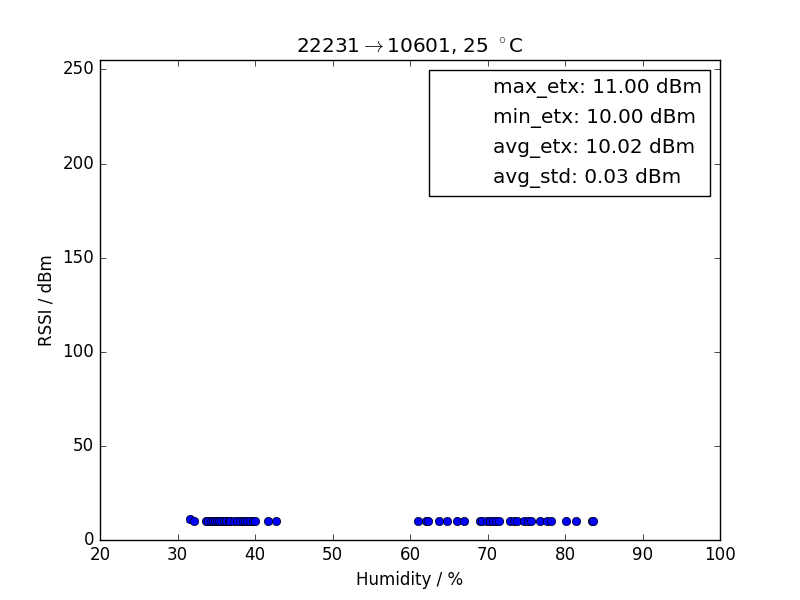 22231→10601, 25 °C
max_etx: 11.00 dBm
min_etx: 10.00 dBm
avg_etx: 10.02 dBm
avg_std: 0.03 dBm
RSSI / dBm
250
200
150
100
50
0
20 30 40 50 60 70 80 90 100
Humidity / %